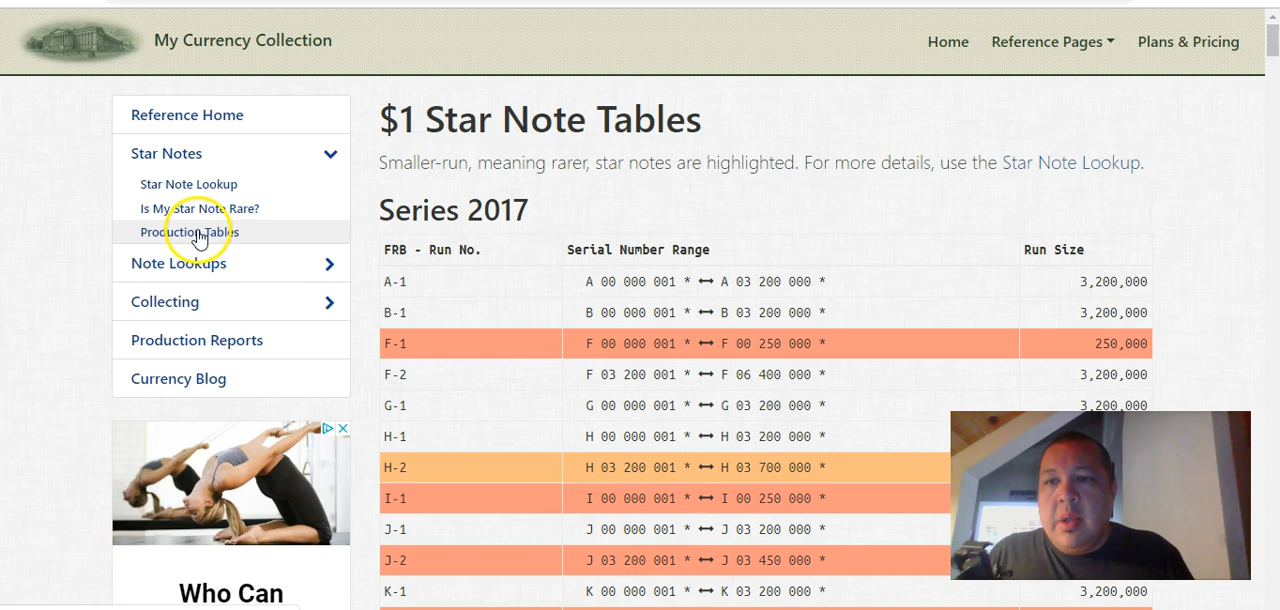 My Currency Collection
Home Reference Pages Plans & Pricing
Reference Home
Star Notes
Star Note Lookup
Is My Star Note Rare?
Production Tables
Note Lookups
Collecting
Production Reports
Currency Blog
Who Can
$1 Star Note Tables
Smaller-run, meaning rarer, star notes are highlighted. For more details, use the Star Note Lookup.
Series 2017
FRB - Run No. Serial Number Range Run Size
A-1 A 00 000 001 * ↔ A 03 200 000 * 3,200,000
B-1 B 00 000 001 * ↔ B 03 200 000 * 3,200,000
F-1 F 00 000 001 * ↔ F 00 250 000 * 250,000
F-2 F 03 200 001 * ↔ F 06 400 000 * 3,200,000
G-1 G 00 000 001 * ↔ G 03 200 000 * 3,200,000
H-1 H 00 000 001 * ↔ H 03 200 000 *
H-2 H 03 200 001 * ↔ H 03 700 000 *
I-1 I 00 000 001 * ↔ I 00 250 000 *
J-1 J 00 000 001 * ↔ J 03 200 000 *
J-2 J 03 200 001 * ↔ J 03 450 000 *
K-1 K 00 000 001 * ↔ K 03 200 000 * 3,200,000